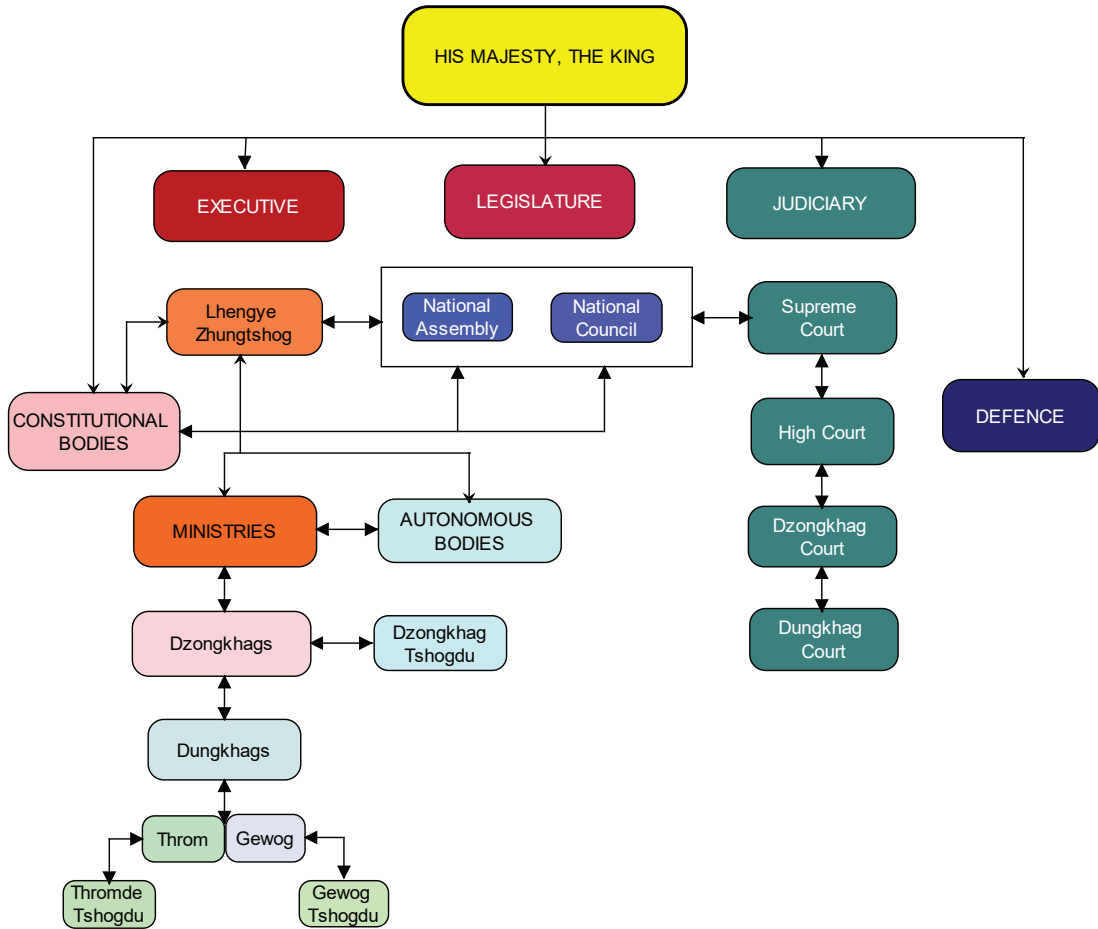 HIS MAJESTY, THE KING
EXECUTIVE
LEGISLATURE
JUDICIARY
Lhengye
Zhungtshog
National
Assembly
National
Council
Supreme
Court
CONSTITUTIONAL
BODIES
High Court
DEFENCE
MINISTRIES
AUTONOMOUS
BODIES
Dzongkhag
Court
Dzongkhags
Dzongkhag
Tshogdu
Dungkhag
Court
Dungkhags
Throm
Gewog
Thromde
Tshogdu
Gewog
Tshogdu